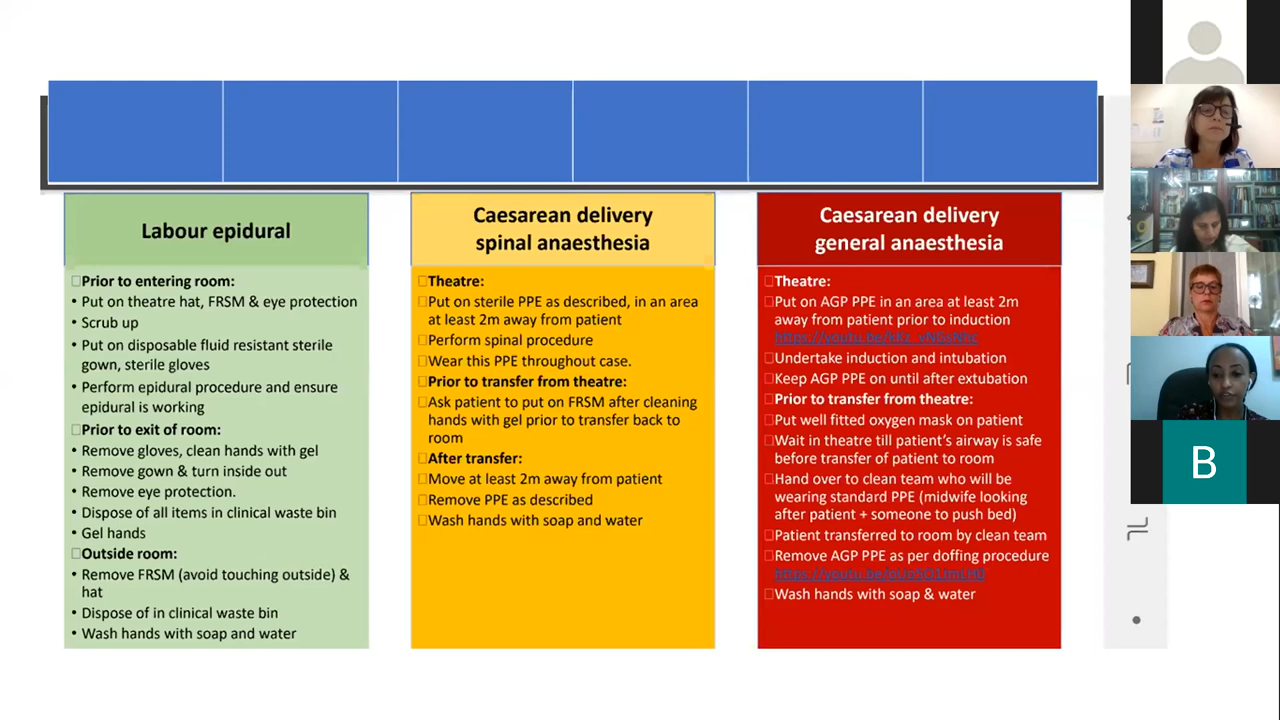 Labour epidural
Prior to entering room:
• Put on theatre hat, FRSM & eye protection
• Scrub up
• Put on disposable fluid resistant sterile
gown, sterile gloves
• Perform epidural procedure and ensure
epidural is working
Prior to exit of room:
• Remove gloves, clean hands with gel
• Remove gown & turn inside out
• Remove eye protection.
• Dispose of all items in clinical waste bin
• Gel hands
Outside room:
• Remove FRSM (avoid touching outside) &
hat
• Dispose of in clinical waste bin
• Wash hands with soap and water
Caesarean delivery
spinal anaesthesia
Theatre:
Put on sterile PPE as described, in an area
at least 2m away from patient
Perform spinal procedure
Wear this PPE throughout case.
Prior to transfer from theatre:
Ask patient to put on FRSM after cleaning
hands with gel prior to transfer back to
room
After transfer:
Move at least 2m away from patient
Remove PPE as described
Wash hands with soap and water
Caesarean delivery
general anaesthesia
Theatre:
Put on AGP PPE in an area at least 2m
away from patient prior to induction
Undertake induction and intubation
Keep AGP PPE on until after extubation
Prior to transfer from theatre:
Put well fitted oxygen mask on patient
Wait in theatre till patient's airway is safe
before transfer of patient to room
Hand over to clean team who will be
wearing standard PPE (midwife looking
after patient + someone to push bed)
Patient transferred to room by clean team
Remove AGP PPE as per doffing procedure
Wash hands with soap & water
B